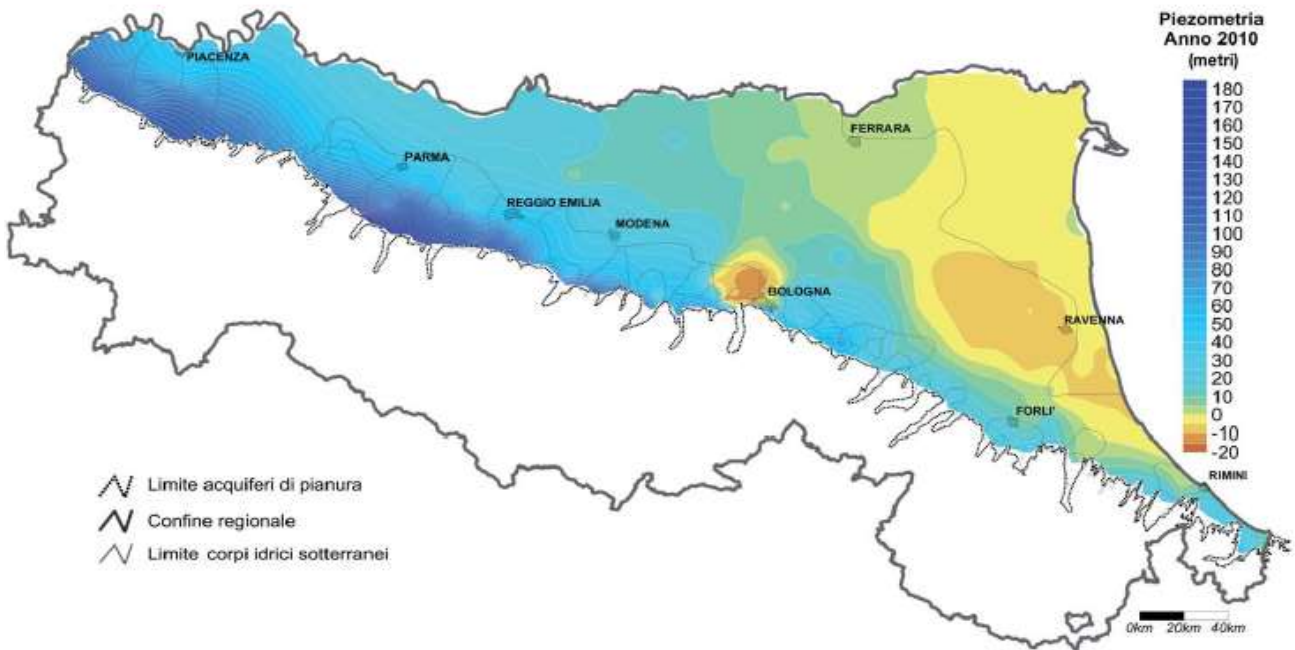 Piezometria
Anno 2010
(metri)
PIACENZA
PARMA
REGGIO EMILIA
MODENA
BOLOGNA
FERRARA
RAVENNA
FORLI'
RIMINI
180
170
160
150
140
130
120
110
100
90
80
70
60
50
40
30
20
10
0
-10
-20
Limite acquiferi di pianura
Confine regionale
Limite corpi idrici sotterranei
0km 20km 40km